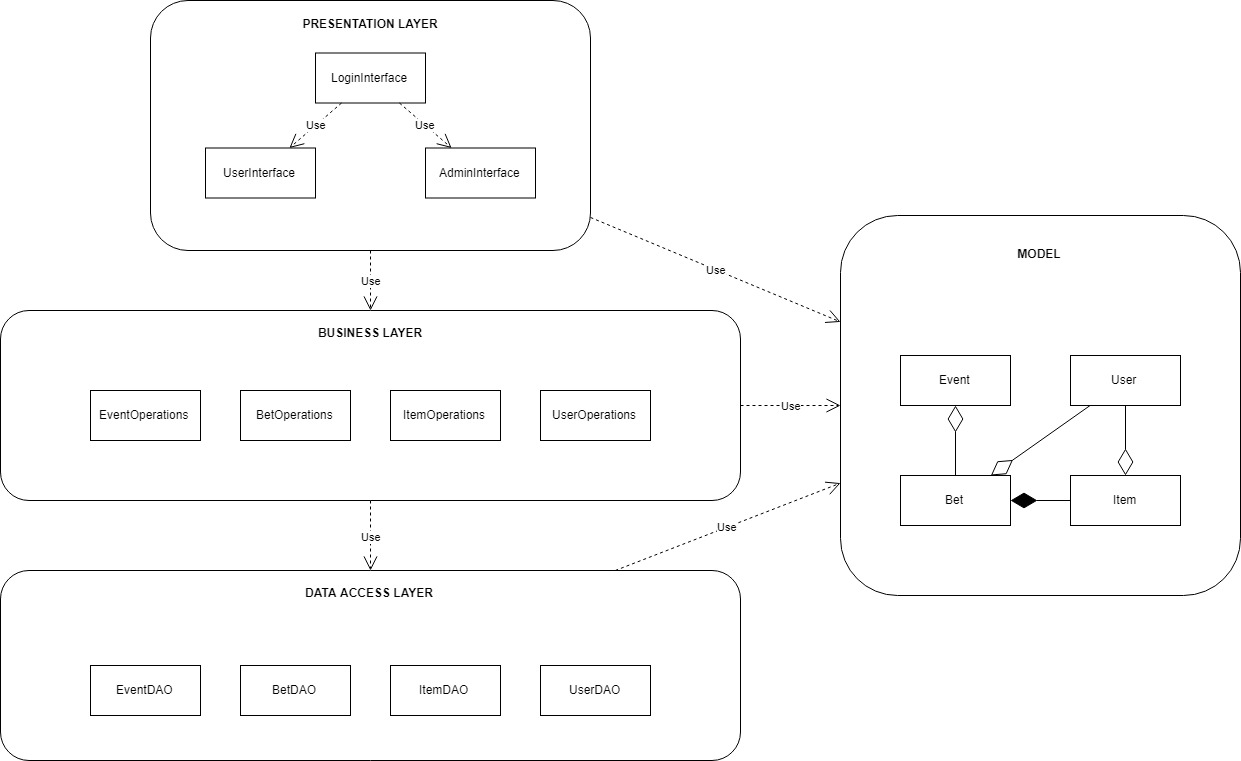 PRESENTATION LAYER
LoginInterface
Use
Use
UserInterface
AdminInterface
Use
Use
BUSINESS LAYER
EventOperations
BetOperations
ItemOperations
UserOperations
Use
Use
Use
DATA ACCESS LAYER
EventDAO
BetDAO
ItemDAO
UserDAO
MODEL
Event
User
Bet
Item